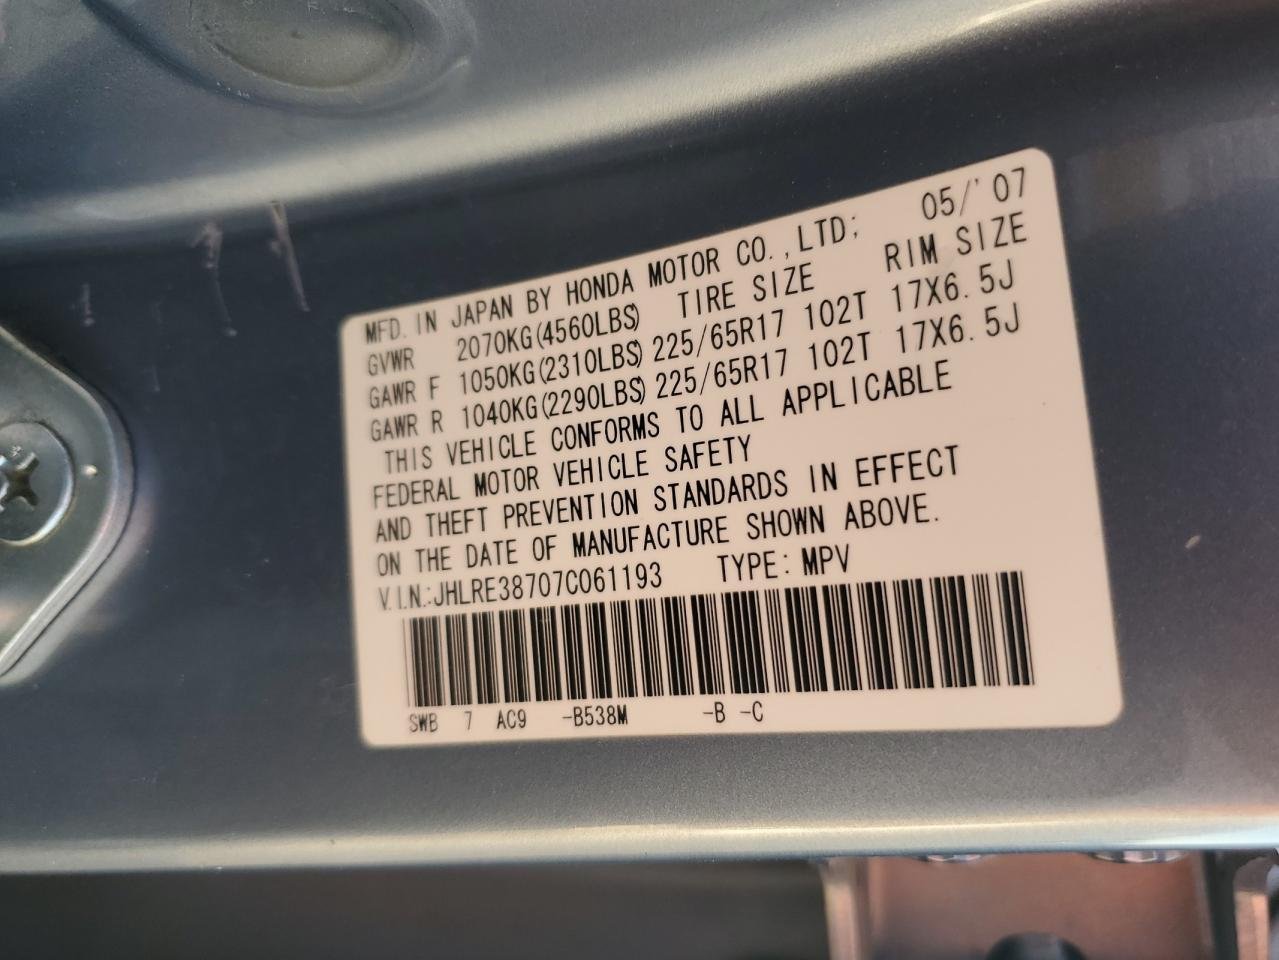 MFD. IN JAPAN BY HONDA MOTOR CO.,LTD; 05/'07
GVWR 2070KG(4560LBS) TIRE SIZE RIM SIZE
GAWR F 1050KG(2310LBS) 225/65R17 102T 17X6.5J
GAWR R 1040KG(2290LBS) 225/65R17 102T 17X6.5J
THIS VEHICLE CONFORMS TO ALL APPLICABLE
FEDERAL MOTOR VEHICLE SAFETY
AND THEFT PREVENTION STANDARDS IN EFFECT
ON THE DATE OF MANUFACTURE SHOWN ABOVE.
V.I.N.:JHLRE38707C061193 TYPE: MPV
SWB 7 AC9 -B538M -B -C